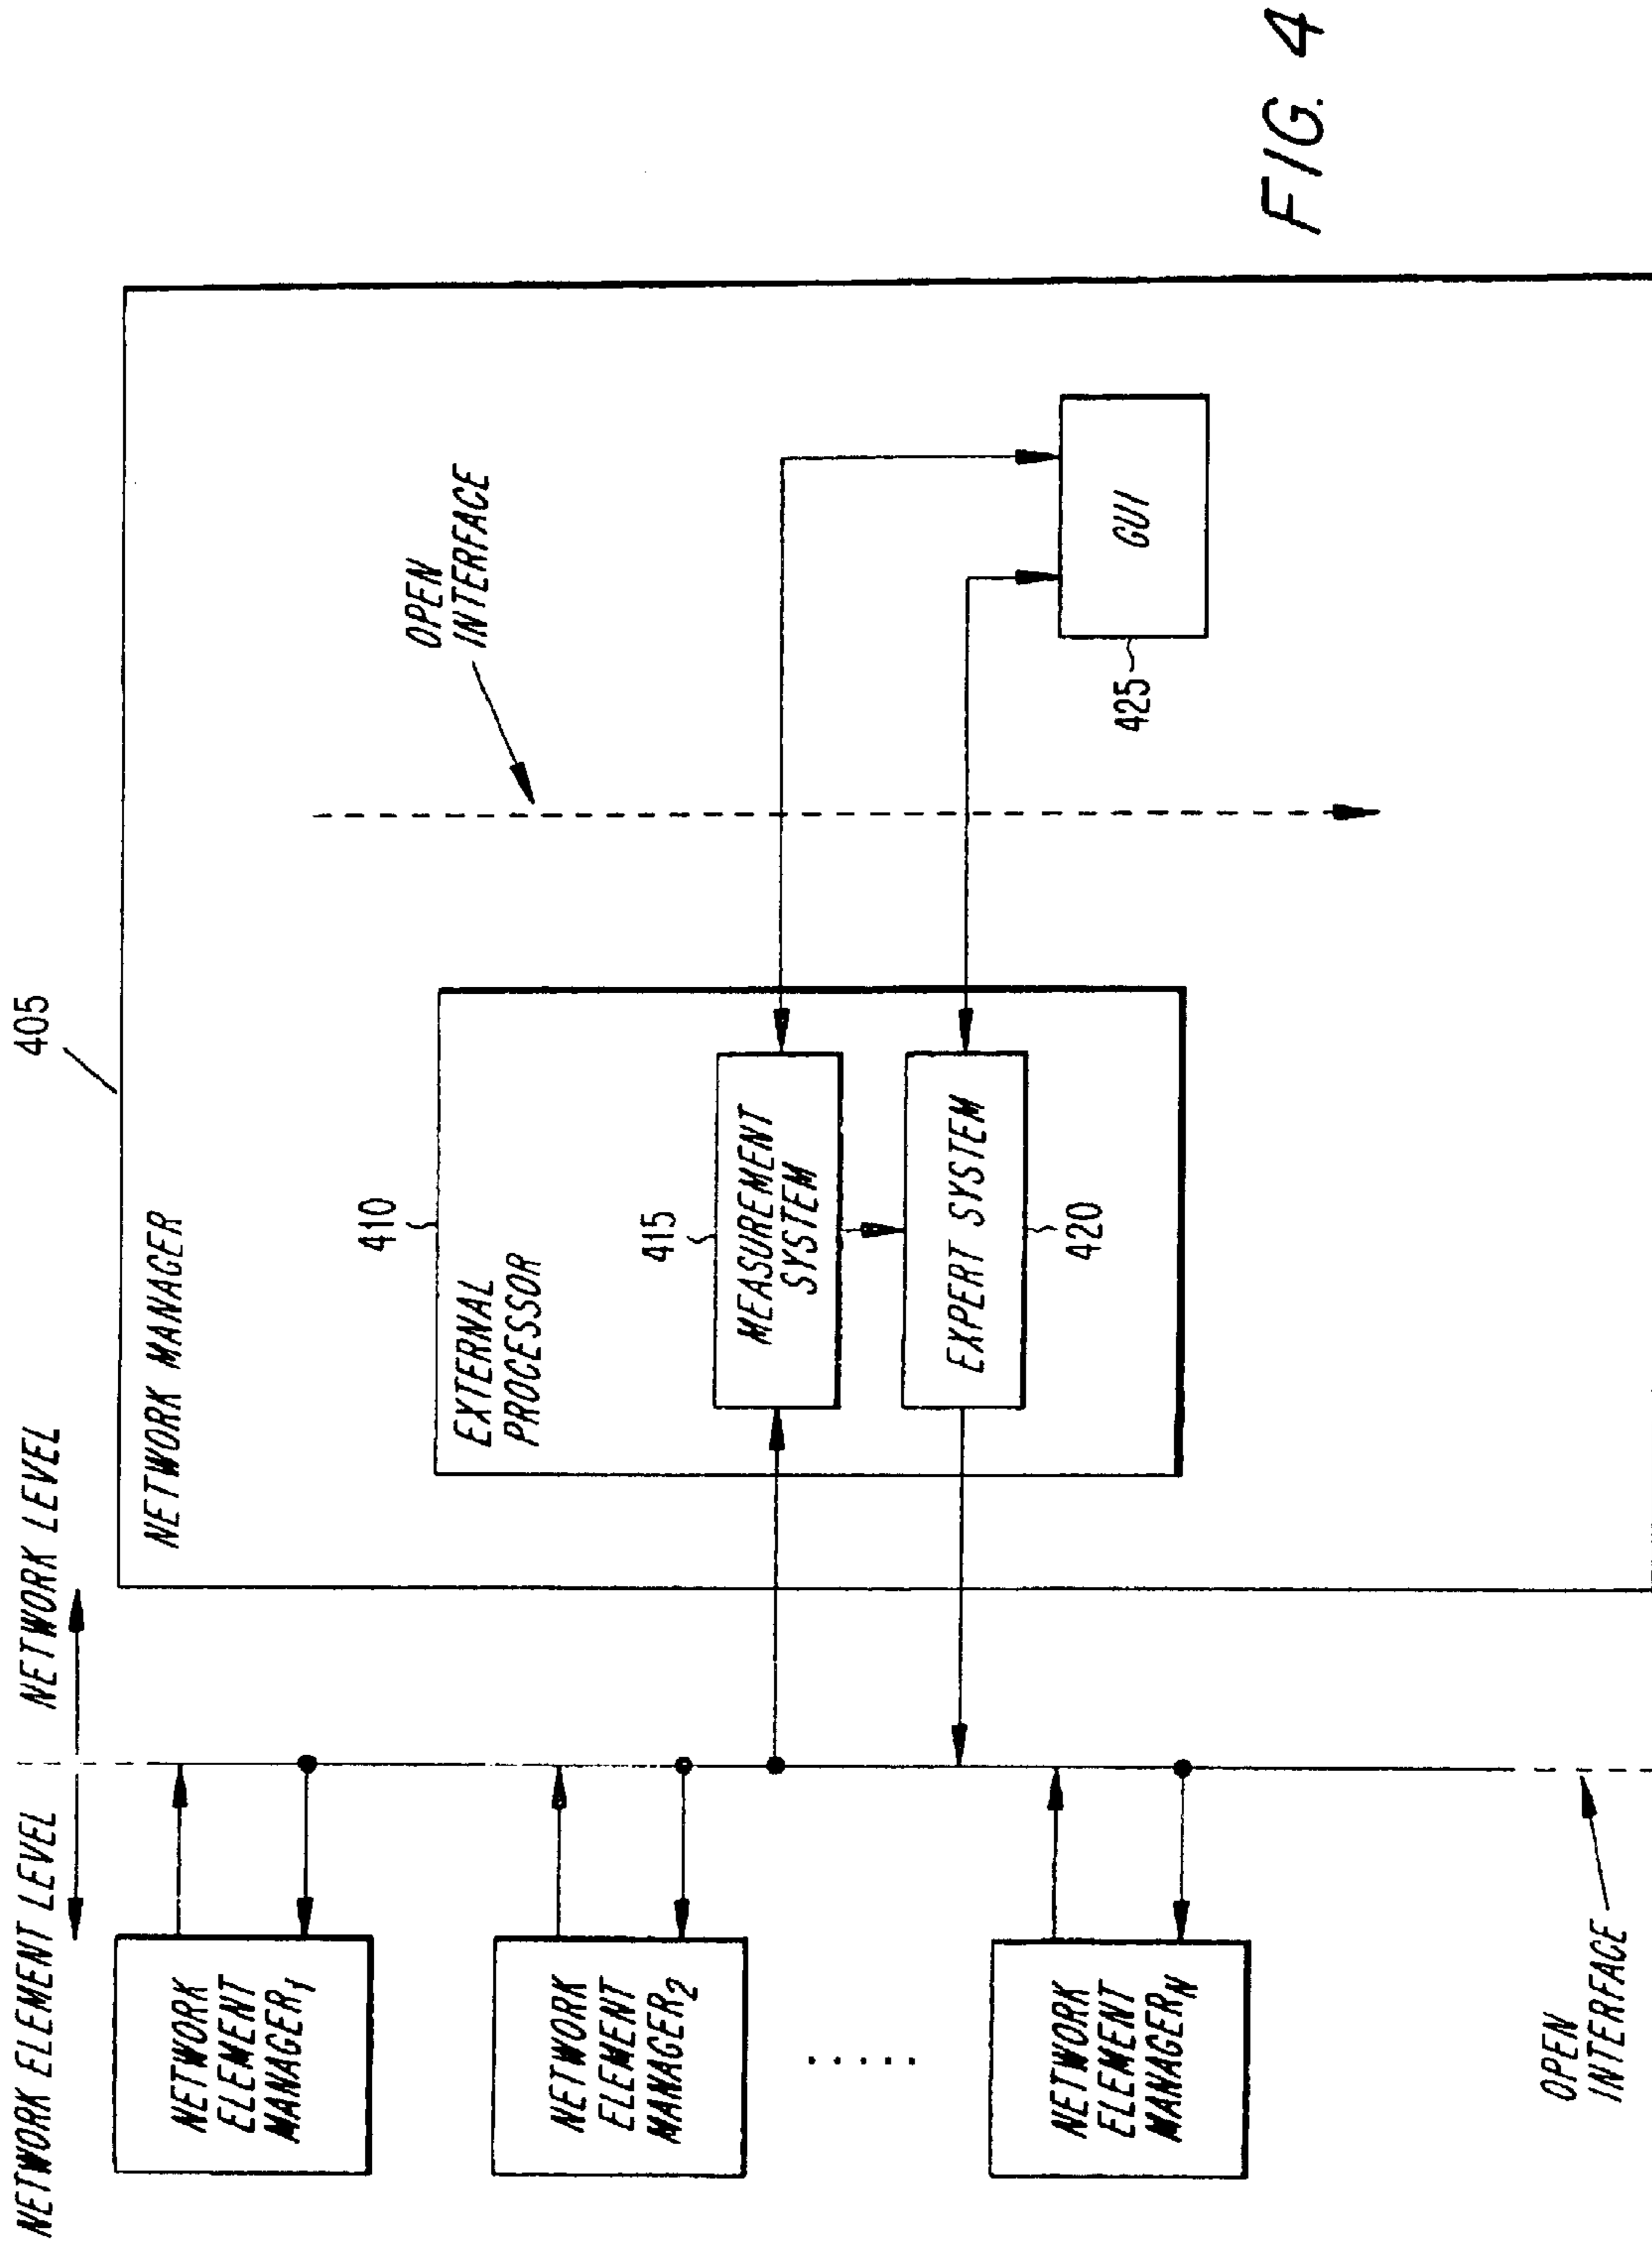 NETWORK ELEMENT LEVEL
NETWORK LEVEL
405
NETWORK MANAGER
NETWORK
ELEMENT
MANAGER1
NETWORK
ELEMENT
MANAGER2
.....
NETWORK
ELEMENT
MANAGERN
OPEN
INTERFACE
410
EXTERNAL
PROCESSOR
415
MEASUREMENT
SYSTEM
EXPERT SYSTEM
420
OPEN
INTERFACE
GUI
425
FIG. 4